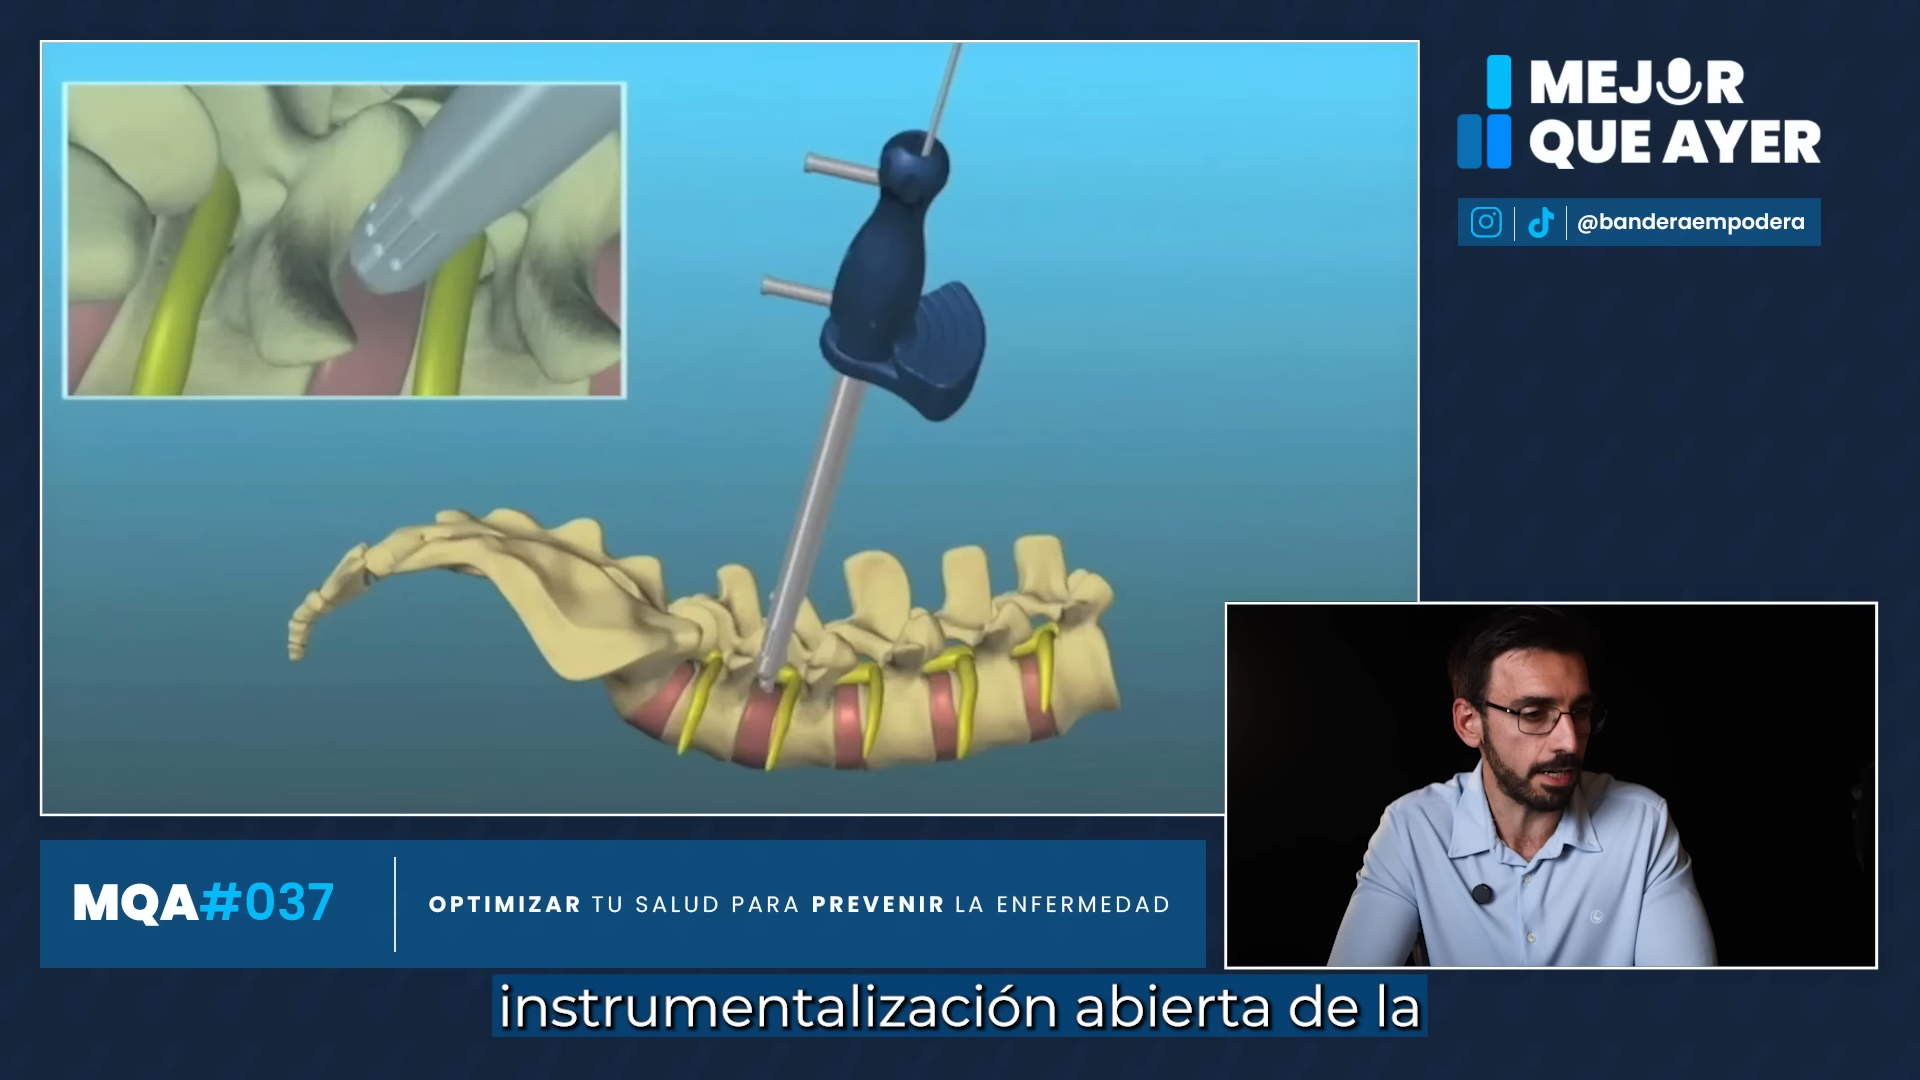 MEJOR
QUE AYER
@banderaempodera
MQA#037
OPTIMIZAR TU SALUD PARA PREVENIR LA ENFERMEDAD
instrumentalización abierta de la